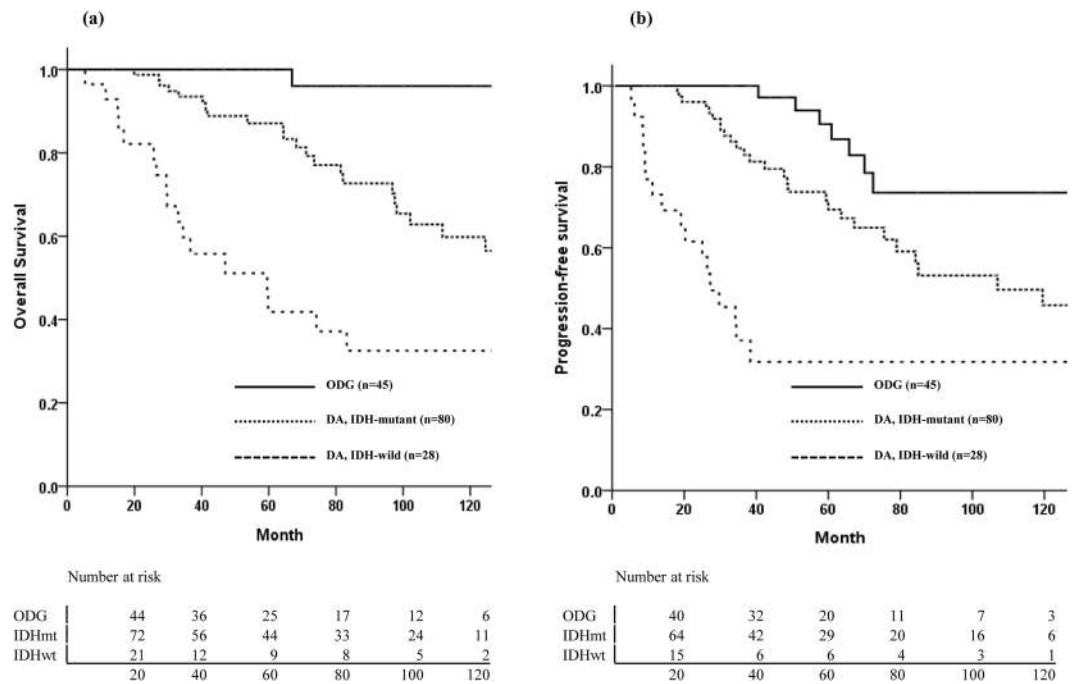 (a)
Overall Survival
1.0
0.8
0.6
0.4
0.2
0.0
ODG (n=45)
DA, IDH-mutant (n=80)
DA, IDH-wild (n=28)
0 20 40 60 80 100 120
Month
Number at risk
ODG 44 36 25 17 12 6
IDHmt 72 56 44 33 24 11
IDHwt 21 12 9 8 5 2
20 40 60 80 100 120
(b)
Progression-free survival
1.0
0.8
0.6
0.4
0.2
0.0
ODG (n=45)
DA, IDH-mutant (n=80)
DA, IDH-wild (n=28)
0 20 40 60 80 100 120
Month
Number at risk
ODG 40 32 20 11 7 3
IDHmt 64 42 29 20 16 6
IDHwt 15 6 6 4 3 1
20 40 60 80 100 120